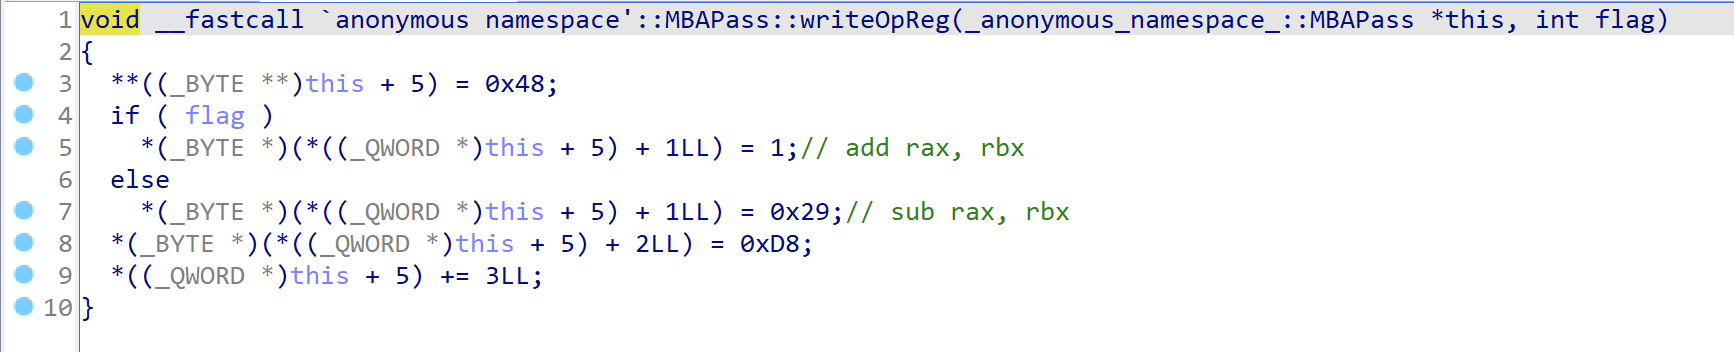 1 void __fastcall `anonymous namespace'::MBAPass::writeOpReg(_anonymous_namespace_::MBAPass *this, int flag)
2 {
3   **((_BYTE **)this + 5) = 0x48;
4   if ( flag )
5     *(_BYTE *)(*((_QWORD *)this + 5) + 1LL) = 1;// add rax, rbx
6   else
7     *(_BYTE *)(*((_QWORD *)this + 5) + 1LL) = 0x29;// sub rax, rbx
8   *(_BYTE *)(*((_QWORD *)this + 5) + 2LL) = 0xD8;
9   *((_QWORD *)this + 5) += 3LL;
10 }